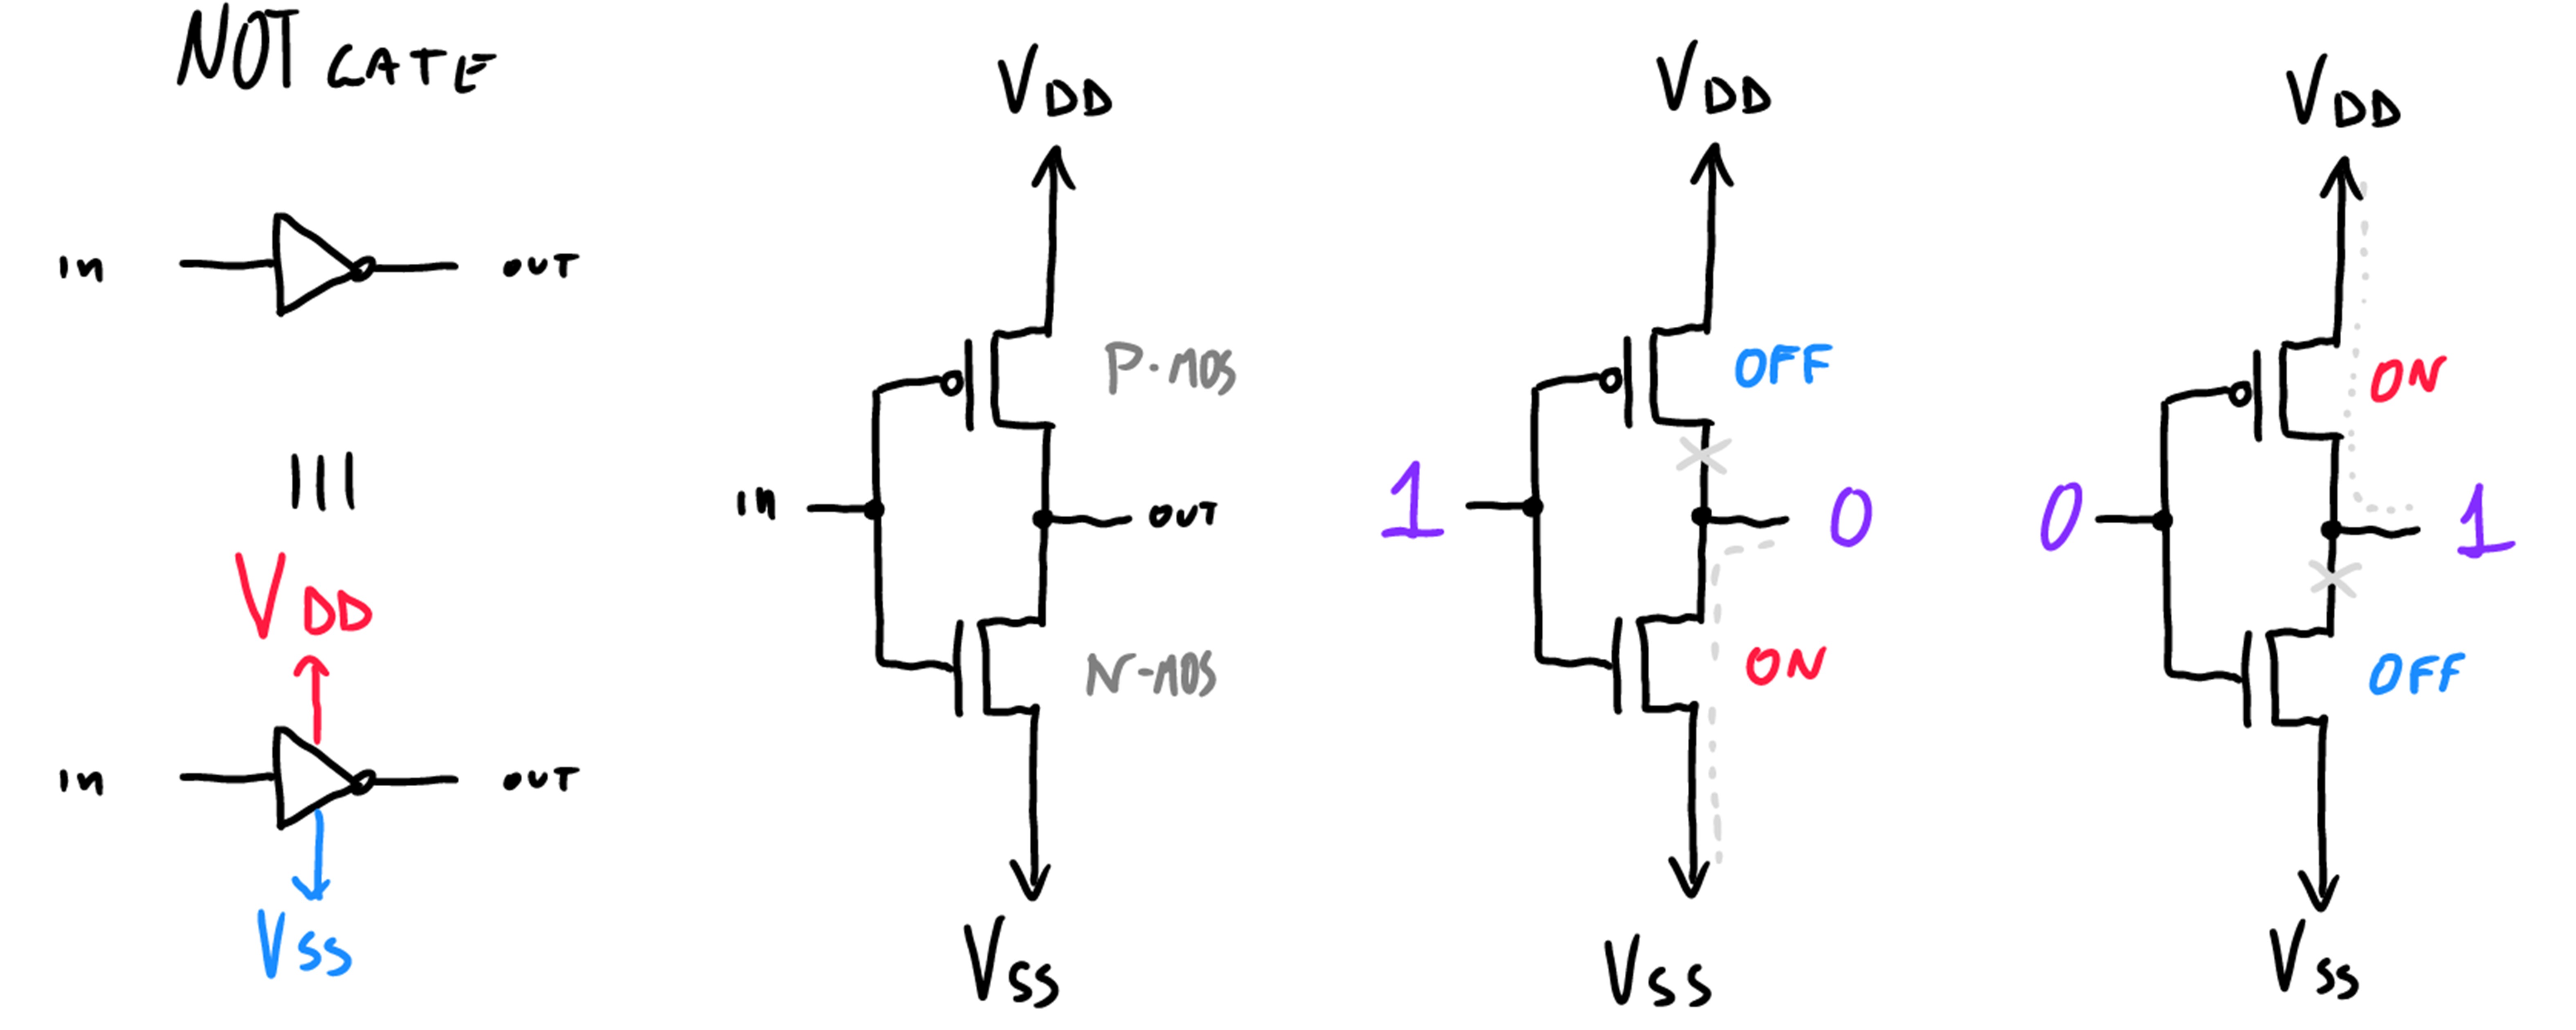 NOT GATE
in
OUT
VDD
in
OUT
VSS
VDD
P-MOS
in
OUT
N-MOS
VSS
VDD
OFF
1
0
ON
VSS
VDD
ON
0
1
OFF
VSS